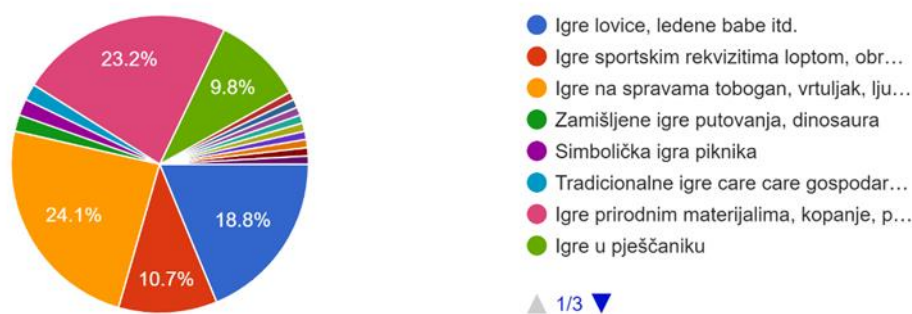 23.2%
9.8%
24.1%
18.8%
10.7%
Igre lovice, ledene babe itd.
Igre sportskim rekvizitima loptom, obr…
Igre na spravama tobogan, vrtuljak, lju…
Zamišljene igre putovanja, dinosaura
Simbolička igra piknika
Tradicionalne igre care care gospodar…
Igre prirodnim materijalima, kopanje, p…
Igre u pješčaniku
1/3